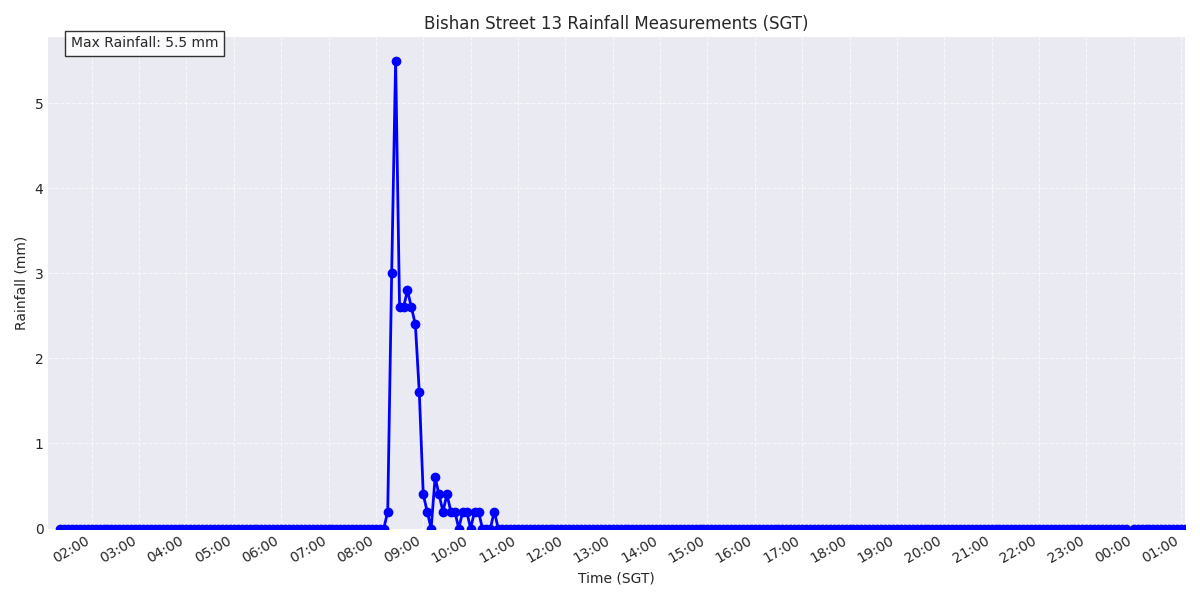 Bishan Street 13 Rainfall Measurements (SGT)
Max Rainfall: 5.5 mm
Rainfall (mm)
5
4
3
2
1
0
02:00 03:00 04:00 05:00 06:00 07:00 08:00 09:00 10:00 11:00 12:00 13:00 14:00 15:00 16:00 17:00 18:00 19:00 20:00 21:00 22:00 23:00 00:00 01:00
Time (SGT)